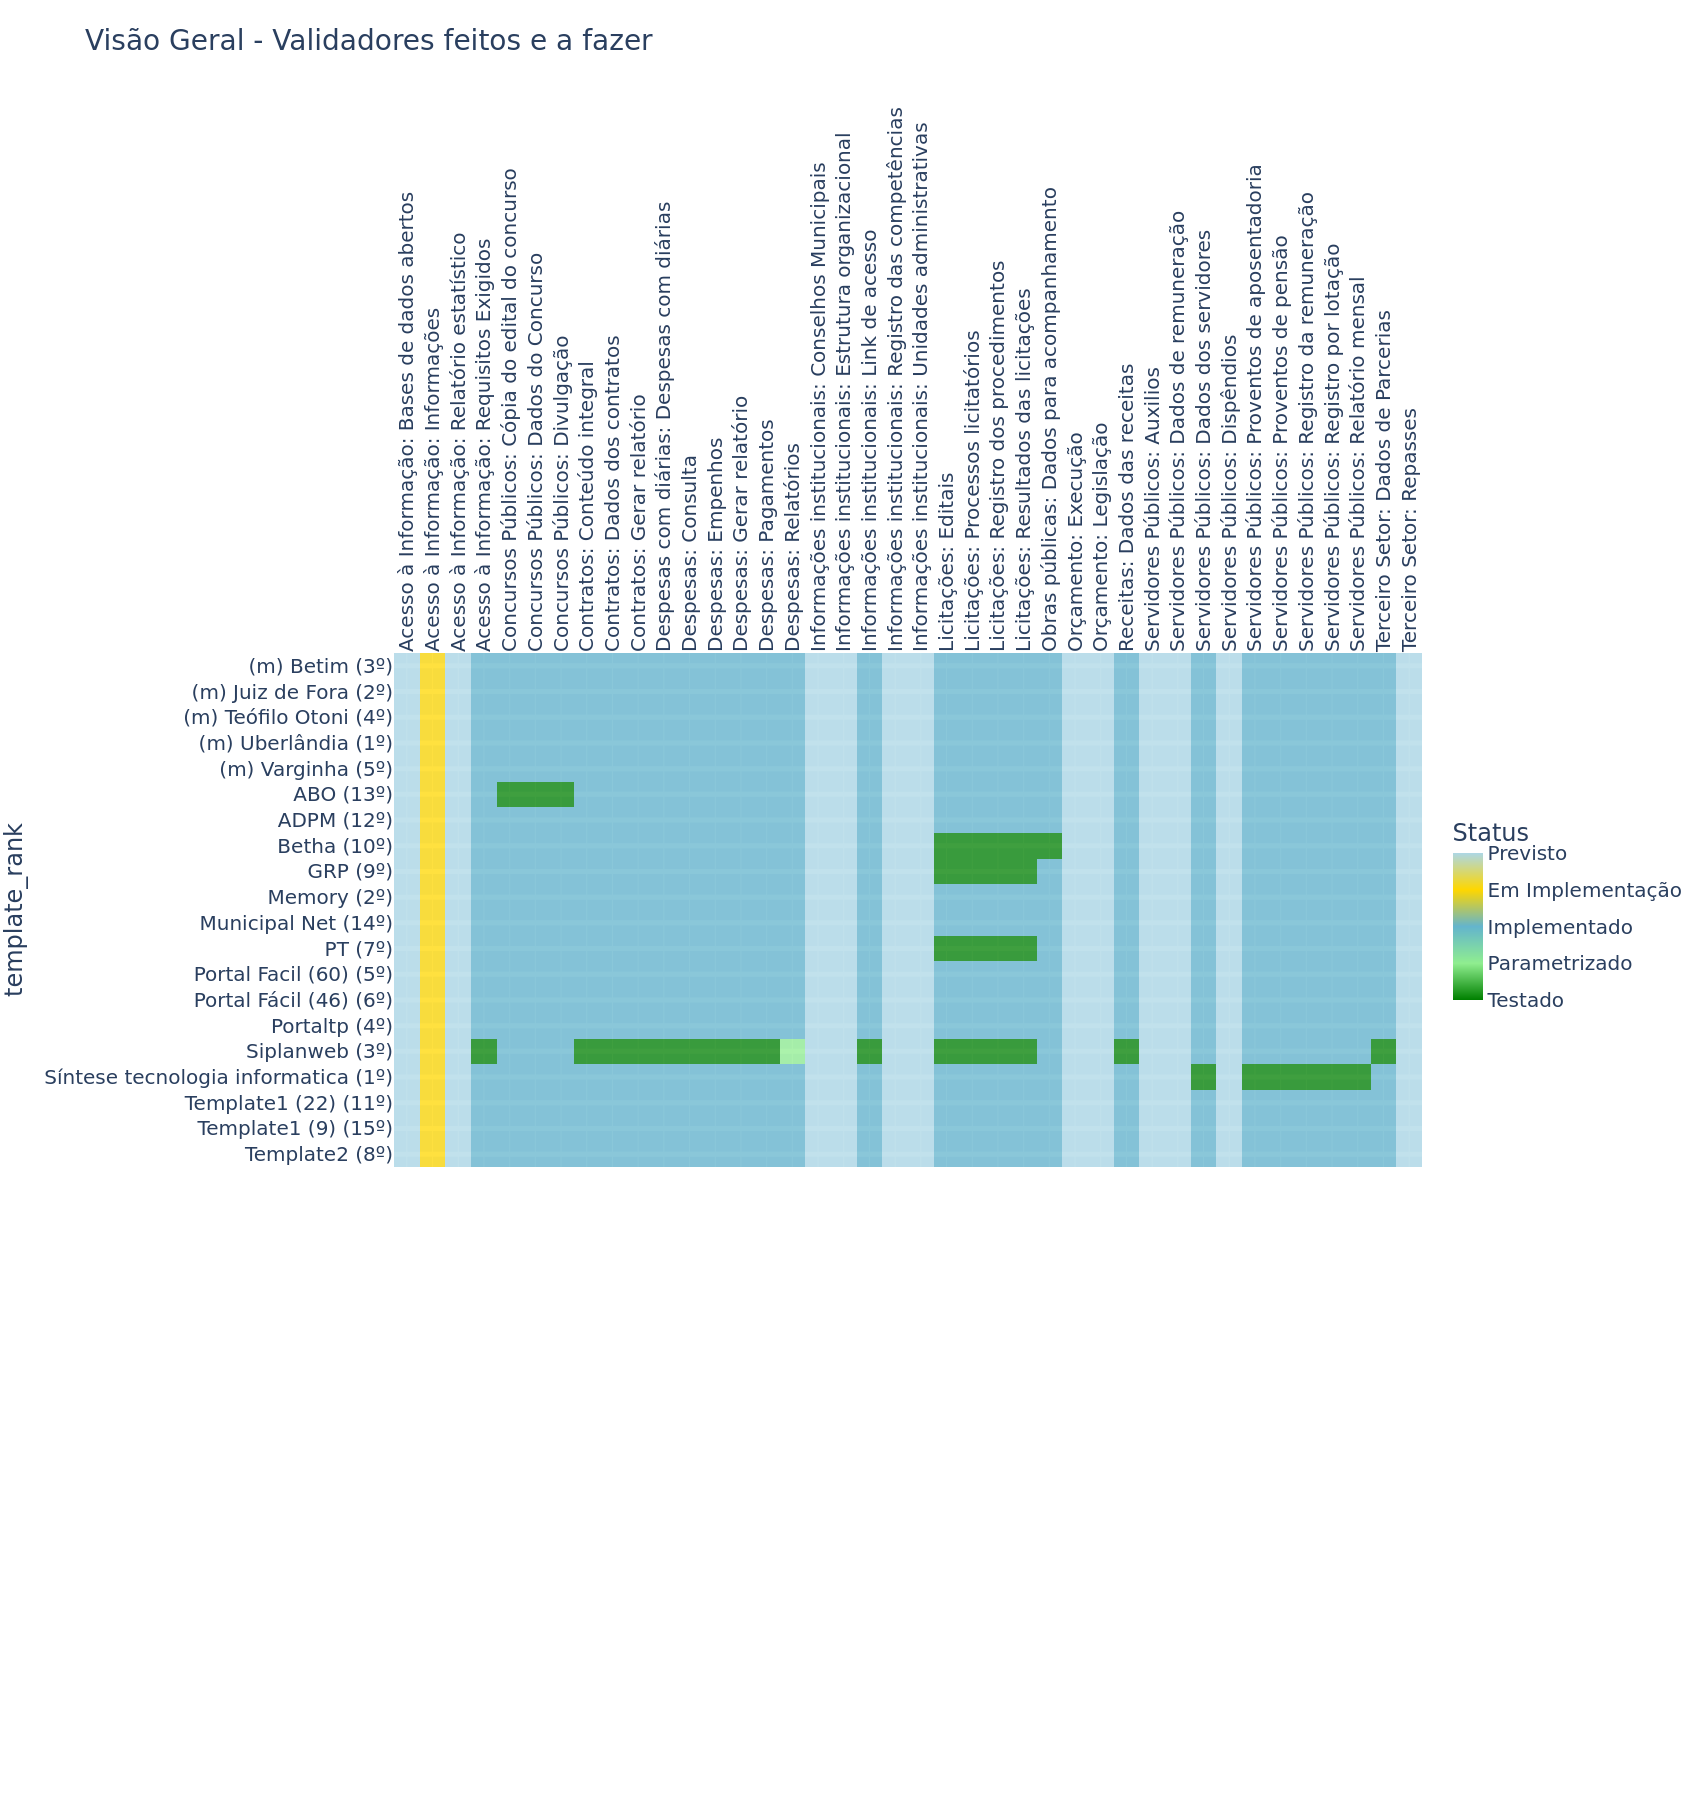 Visão Geral - Validadores feitos e a fazer
Acesso à Informação: Bases de dados abertos
Acesso à Informação: Informações
Acesso à Informação: Relatório estatístico
Acesso à Informação: Requisitos Exigidos
Concursos Públicos: Cópia do edital do concurso
Concursos Públicos: Dados do Concurso
Concursos Públicos: Divulgação
Contratos: Conteúdo integral
Contratos: Dados dos contratos
Contratos: Gerar relatório
Despesas com diárias: Despesas com diárias
Despesas: Consulta
Despesas: Empenhos
Despesas: Gerar relatório
Despesas: Pagamentos
Despesas: Relatórios
Informações institucionais: Conselhos Municipais
Informações institucionais: Estrutura organizacional
Informações institucionais: Link de acesso
Informações institucionais: Registro das competências
Informações institucionais: Unidades administrativas
Licitações: Editais
Licitações: Processos licitatórios
Licitações: Registro dos procedimentos
Licitações: Resultados das licitações
Obras públicas: Dados para acompanhamento
Orçamento: Execução
Orçamento: Legislação
Receitas: Dados das receitas
Servidores Públicos: Auxilios
Servidores Públicos: Dados de remuneração
Servidores Públicos: Dados dos servidores
Servidores Públicos: Dispêndios
Servidores Públicos: Proventos de aposentadoria
Servidores Públicos: Proventos de pensão
Servidores Públicos: Registro da remuneração
Servidores Públicos: Registro por lotação
Servidores Públicos: Relatório mensal
Terceiro Setor: Dados de Parcerias
Terceiro Setor: Repasses
template_rank
(m) Betim (3º)
(m) Juiz de Fora (2º)
(m) Teófilo Otoni (4º)
(m) Uberlândia (1º)
(m) Varginha (5º)
ABO (13º)
ADPM (12º)
Betha (10º)
GRP (9º)
Memory (2º)
Municipal Net (14º)
PT (7º)
Portal Facil (60) (5º)
Portal Fácil (46) (6º)
Portaltp (4º)
Siplanweb (3º)
Síntese tecnologia informatica (1º)
Template1 (22) (11º)
Template1 (9) (15º)
Template2 (8º)
Status
Previsto
Em Implementação
Implementado
Parametrizado
Testado